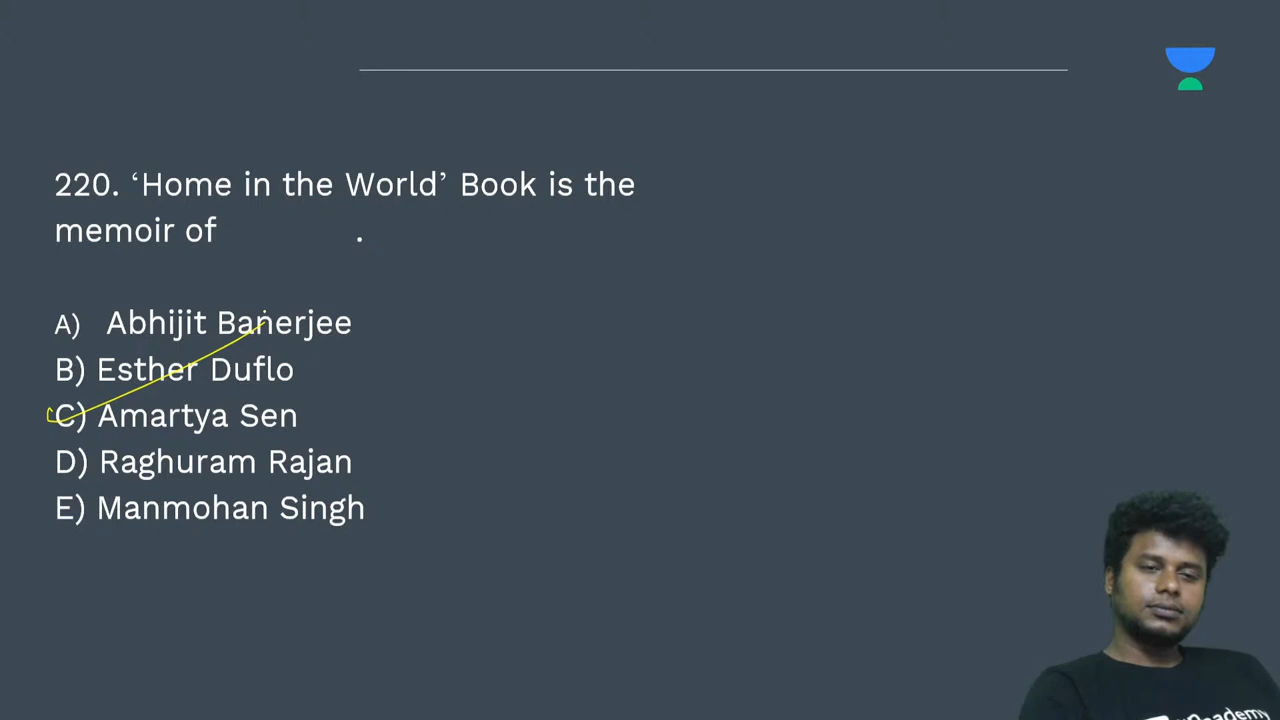 220. ‘Home in the World’ Book is the
memoir of .
A) Abhijit Banerjee
B) Esther Duflo
C) Amartya Sen
D) Raghuram Rajan
E) Manmohan Singh